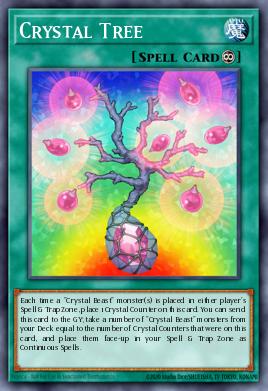 CRYSTAL TREE
魔
[SPELL CARD ]
Each time a "Crystal Beast" monster(s) is placed in either player's
Spell & Trap Zone, place 1 Crystal Counter on this card. You can send
this card to the GY; take a number of "Crystal Beast" monsters from
your Deck equal to the number of Crystal Counters that were on this
card, and place them face-up in your Spell & Trap Zone as
Continuous Spells.